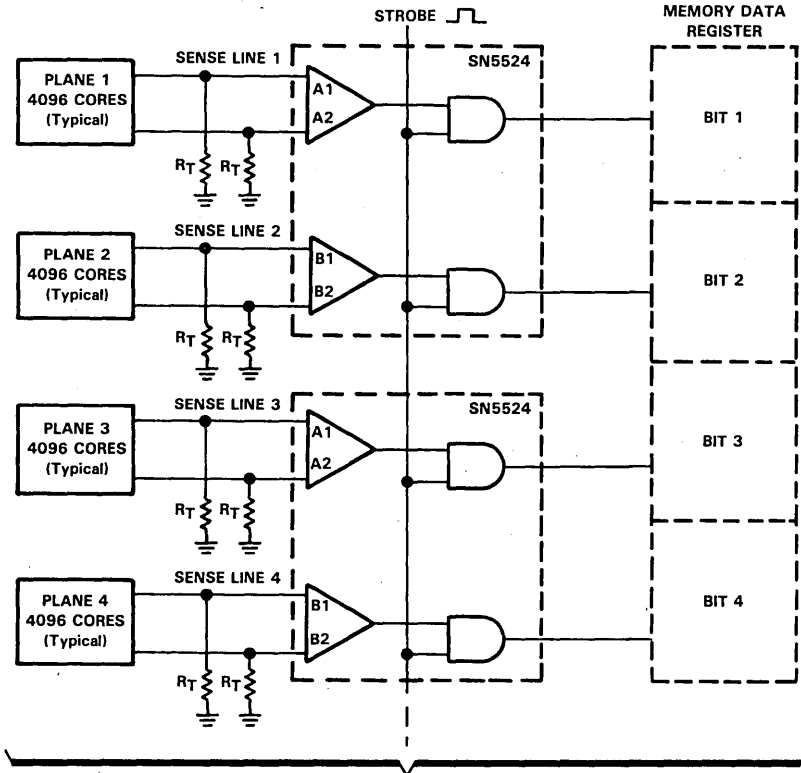 STROBE
MEMORY DATA
REGISTER
SENSE LINE 1
SN5524
PLANE 1
4096 CORES
(Typical)
A1
A2
RT
RT
BIT 1
SENSE LINE 2
PLANE 2
4096 CORES
(Typical)
B1
B2
RT
RT
BIT 2
SENSE LINE 3
SN5524
PLANE 3
4096 CORES
(Typical)
A1
A2
RT
RT
BIT 3
SENSE LINE 4
PLANE 4
4096 CORES
(Typical)
B1
B2
RT
RT
BIT 4